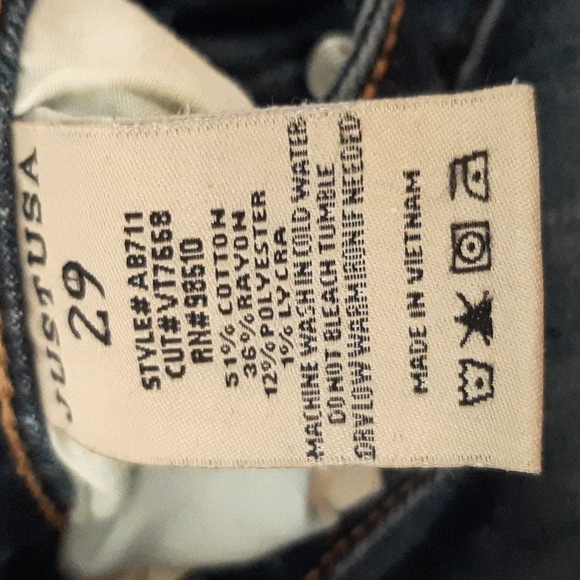 JUSTUSA
29
STYLE# AB711
CUT# VT7668
RN# 98510
51% COTTON
36% RAYON
12% POLYESTER
1% LYCRA
MACHINE WASH IN COLD WATER
DO NOT BLEACH TUMBLE
DRY LOW WARM IRON IF NEEDED
MADE IN VIETNAM